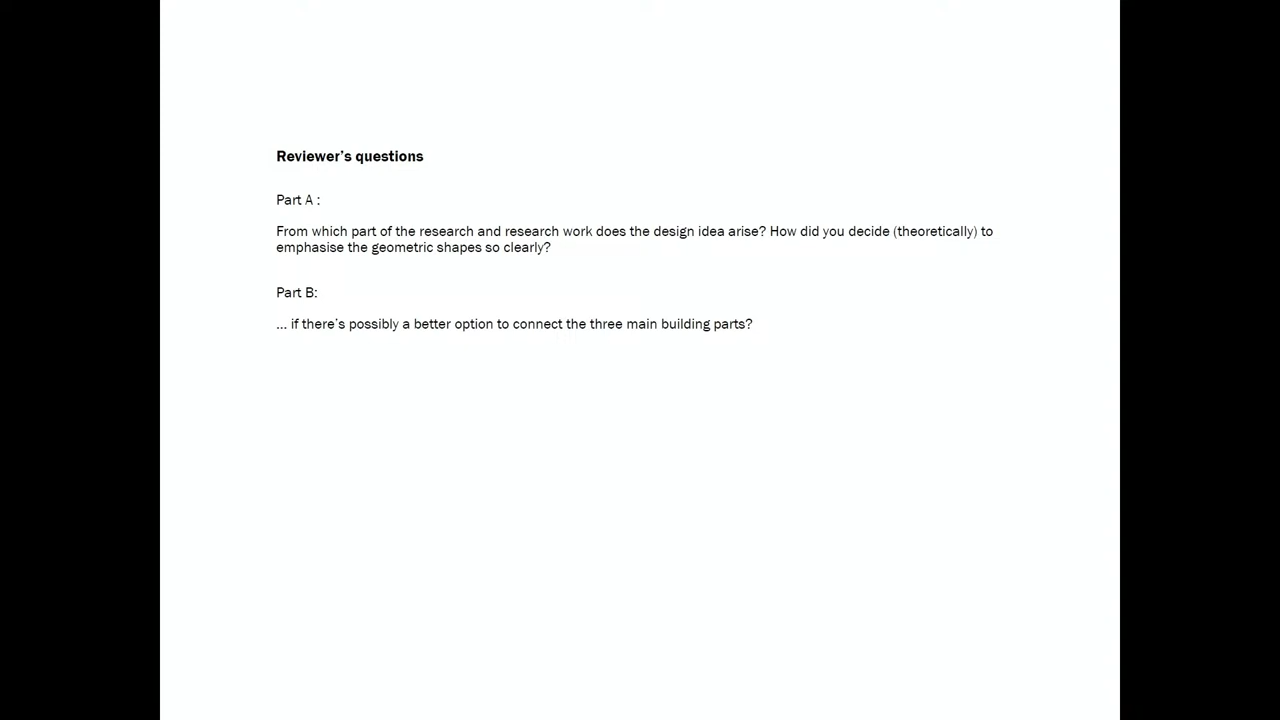 Reviewer’s questions
Part A :
From which part of the research and research work does the design idea arise? How did you decide (theoretically) to
emphasise the geometric shapes so clearly?
Part B:
... if there’s possibly a better option to connect the three main building parts?